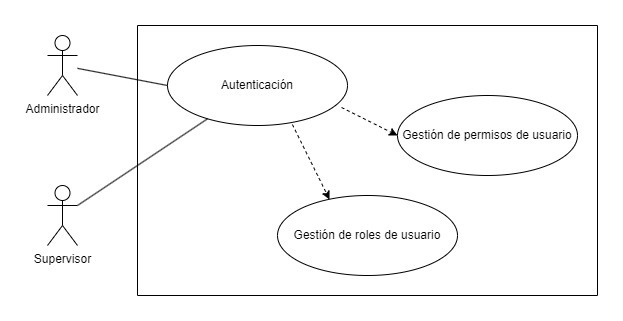 Autenticación
Administrador
Gestión de permisos de usuario
Gestión de roles de usuario
Supervisor